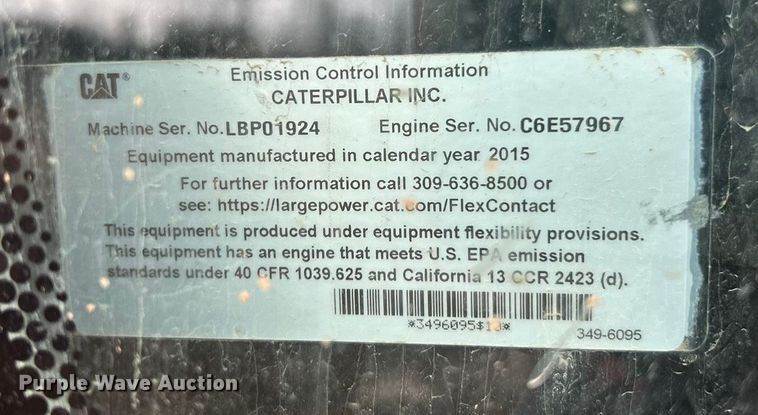 CAT®
Emission Control Information
CATERPILLAR INC.
Machine Ser. No. LBP01924 Engine Ser. No. C6E57967
Equipment manufactured in calendar year 2015
For further information call 309-636-8500 or
see: https://largepower.cat.com/FlexContact
This equipment is produced under equipment flexibility provisions.
This equipment has an engine that meets U.S. EPA emission
standards under 40 CFR 1039.625 and California 13 CCR 2423 (d).
349-6095
Purple Wave Auction